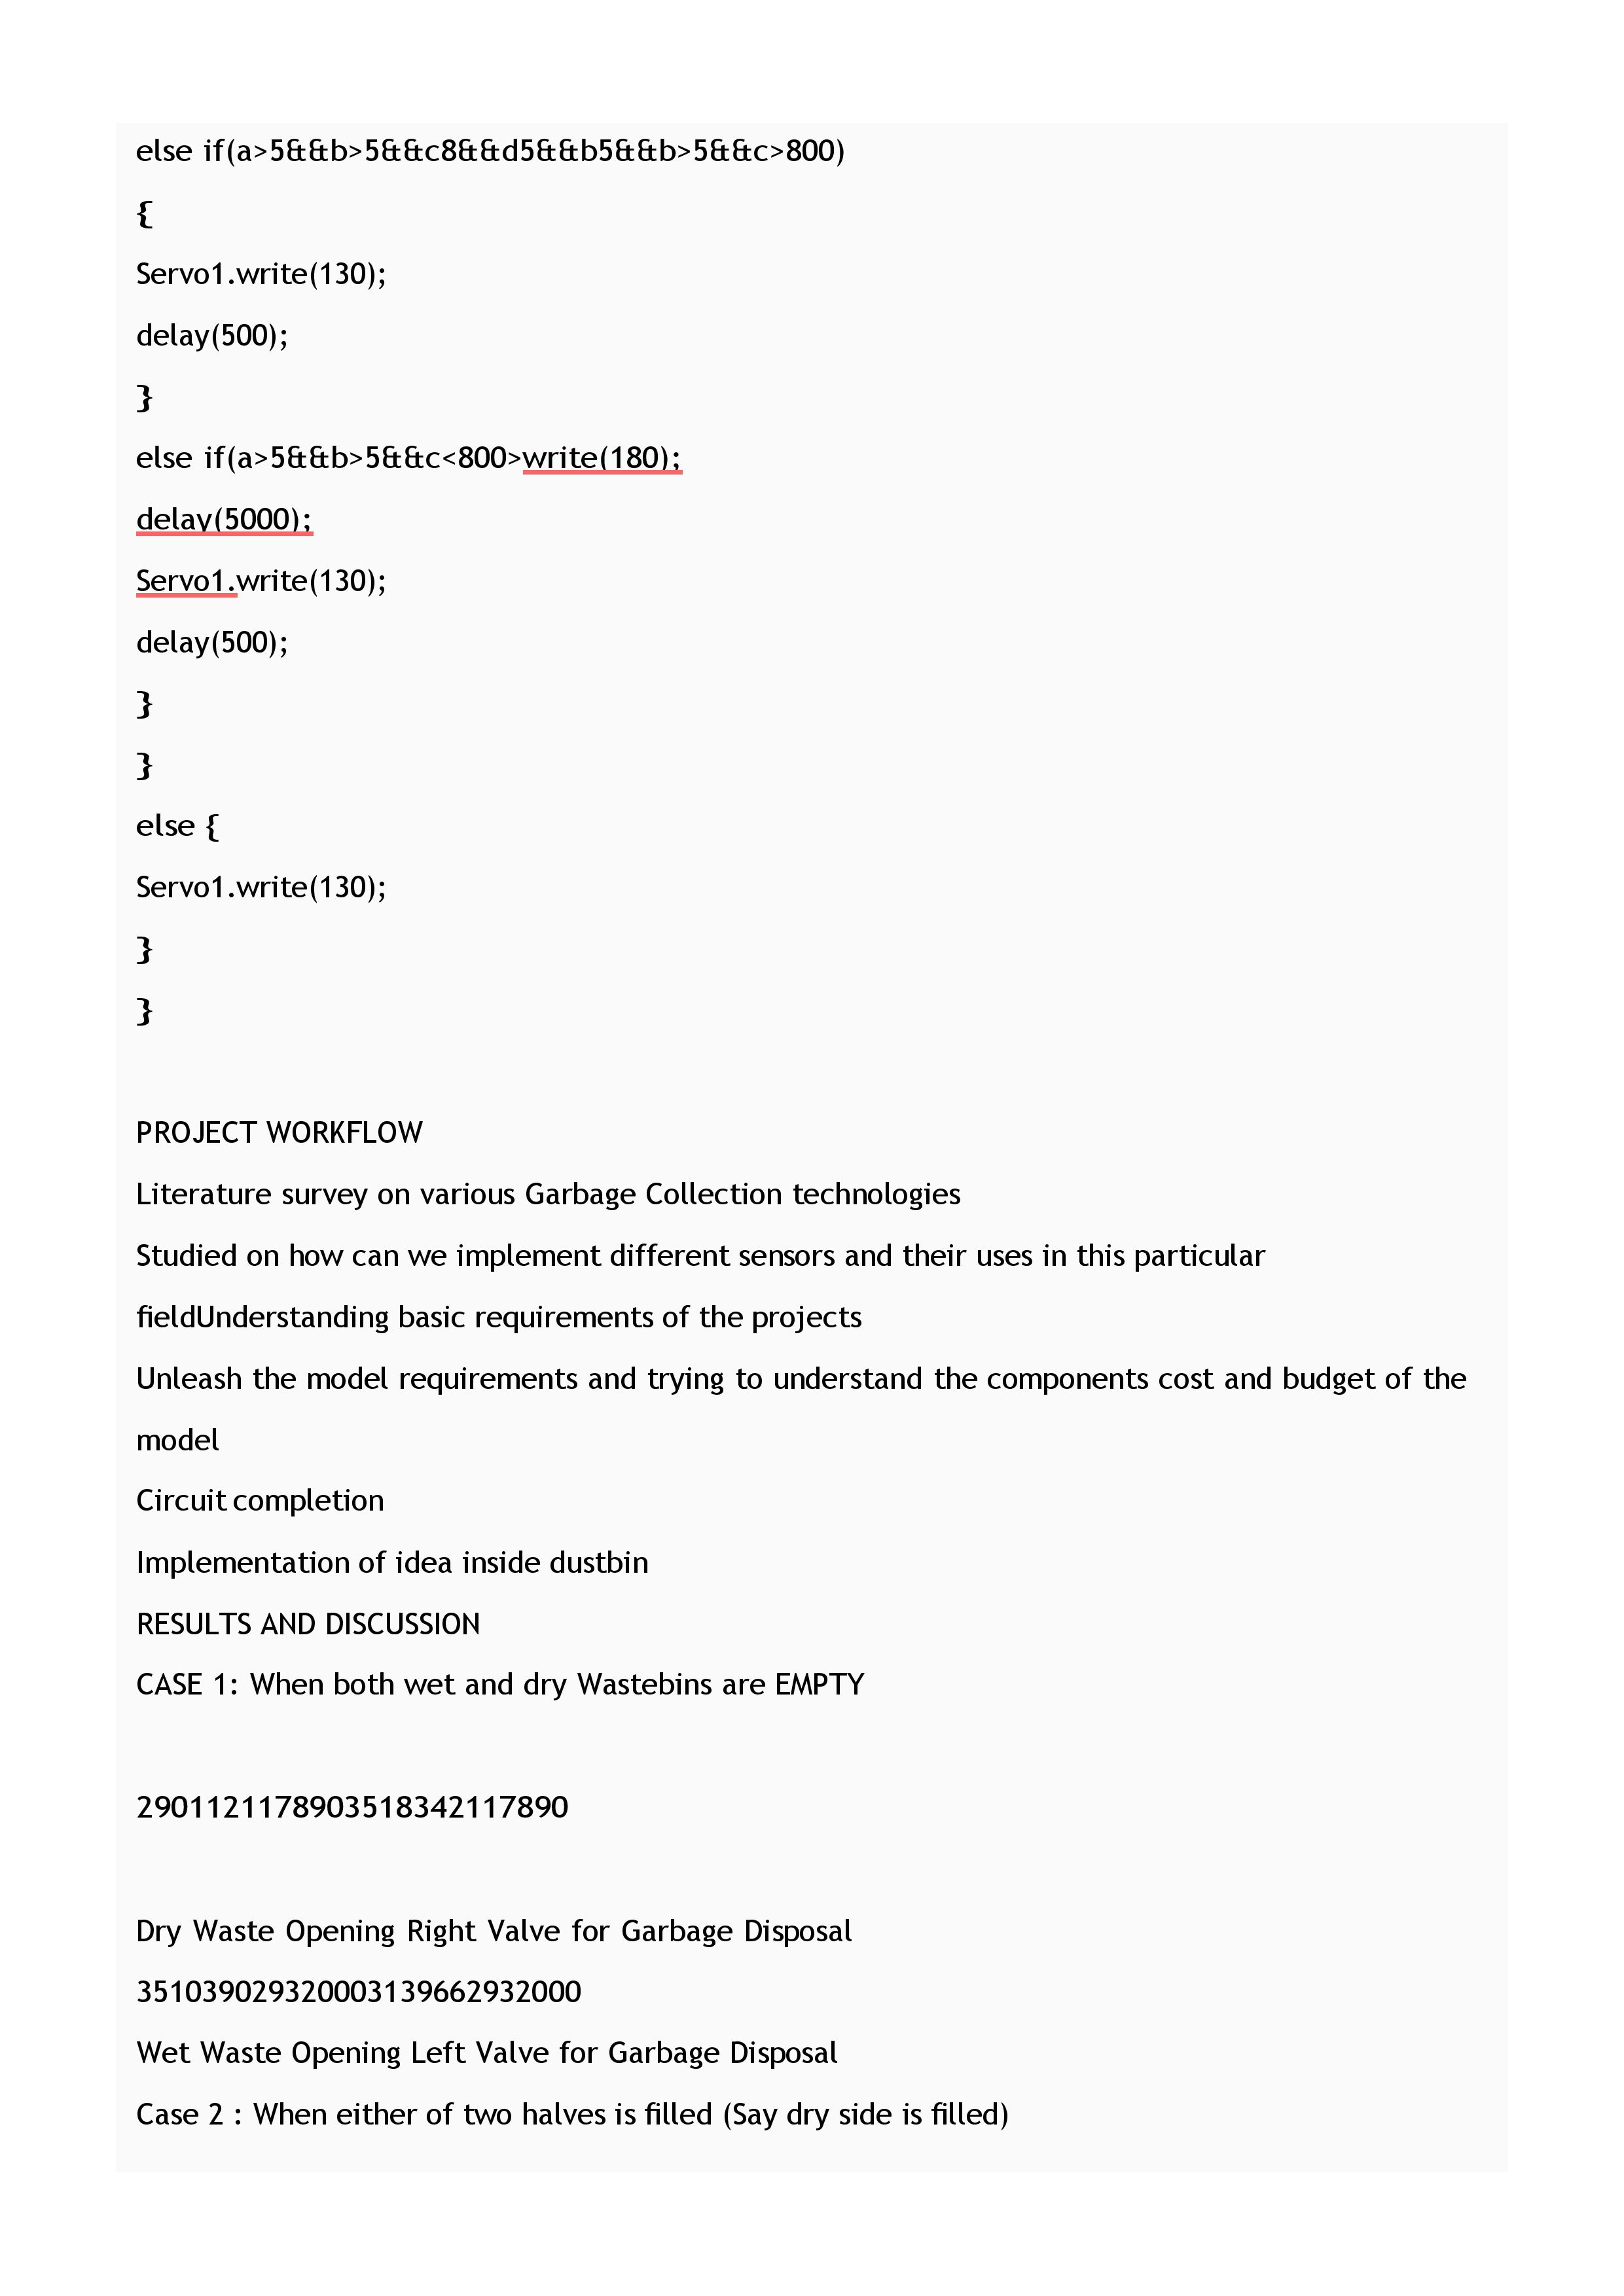 else if(a>5&&b>5&&c8&&d5&&b5&&b>5&&c>800)
{
Servo1.write(130);
delay(500);
}
else if(a>5&&b>5&&c<800>write(180);
delay(5000);
Servo1.write(130);
delay(500);
}
}
else {
Servo1.write(130);
}
}
PROJECT WORKFLOW
Literature survey on various Garbage Collection technologies
Studied on how can we implement different sensors and their uses in this particular
fieldUnderstanding basic requirements of the projects
Unleash the model requirements and trying to understand the components cost and budget of the
model
Circuit completion
Implementation of idea inside dustbin
RESULTS AND DISCUSSION
CASE 1: When both wet and dry Wastebins are EMPTY
2901121178903518342117890
Dry Waste Opening Right Valve for Garbage Disposal
3510390293200031396629​32000
Wet Waste Opening Left Valve for Garbage Disposal
Case 2 : When either of two halves is filled (Say dry side is filled)